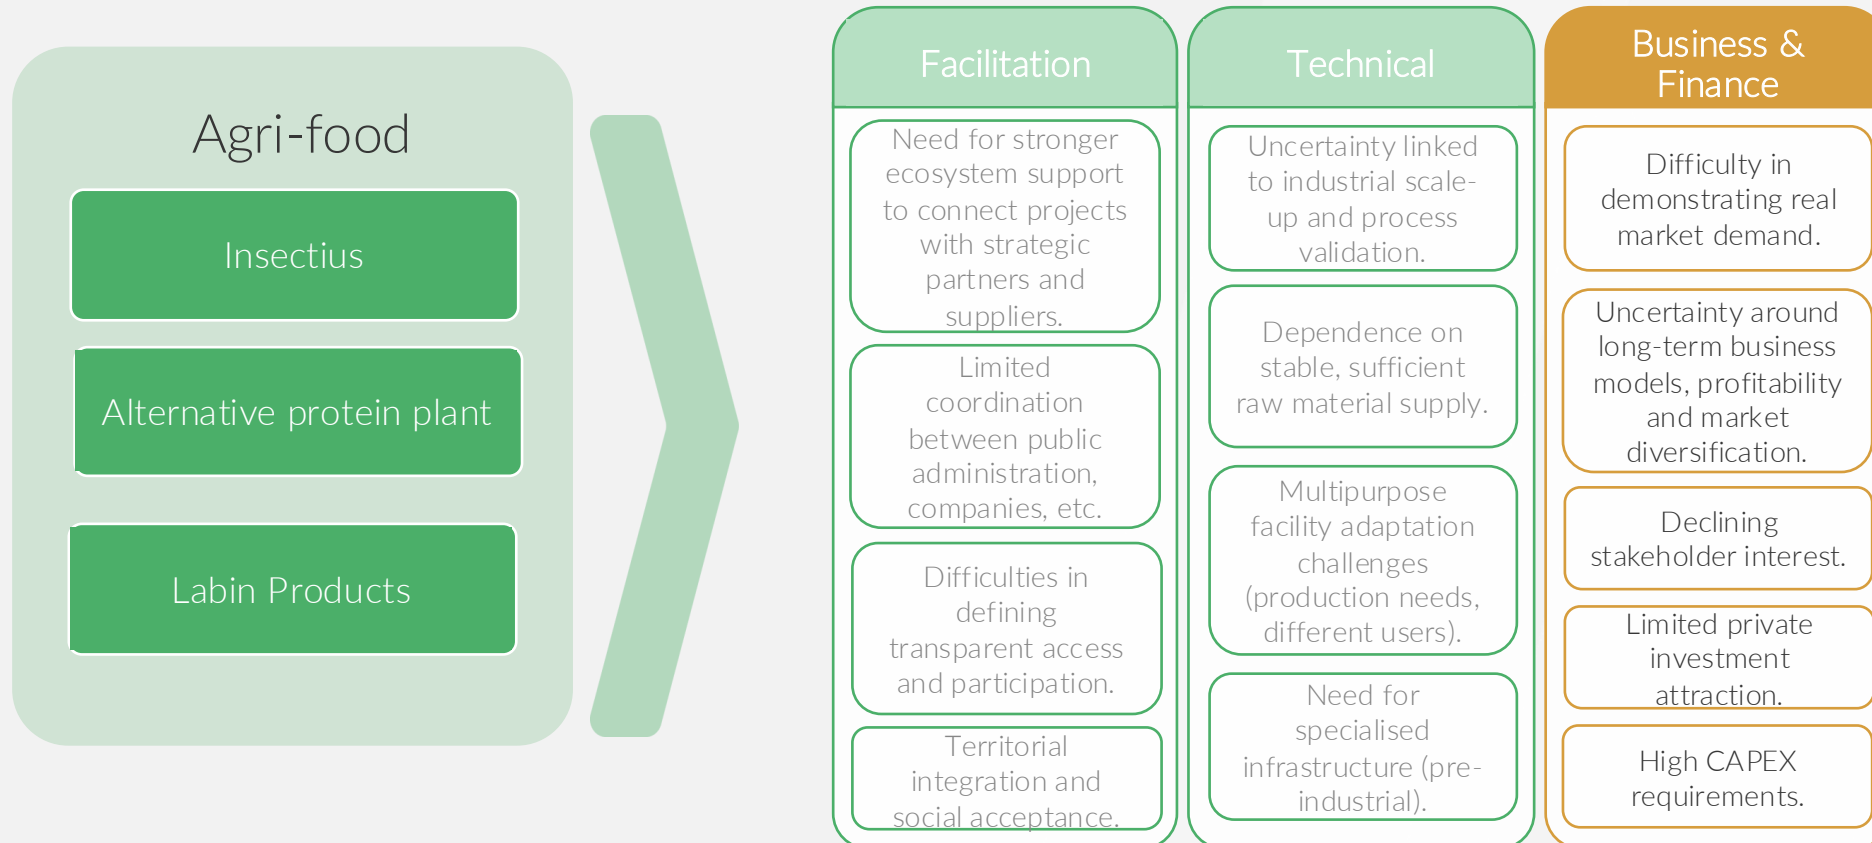 Agri-food
Insectius
Alternative protein plant
Labin Products
Facilitation
Need for stronger
ecosystem support
to connect projects
with strategic
partners and
suppliers.
Limited
coordination
between public
administration,
companies, etc.
Difficulties in
defining
transparent access
and participation.
Territorial
integration and
social acceptance.
Technical
Uncertainty linked
to industrial scale-
up and process
validation.
Dependence on
stable, sufficient
raw material supply.
Multipurpose
facility adaptation
challenges
(production needs,
different users).
Need for
specialised
infrastructure (pre-
industrial).
Business &
Finance
Difficulty in
demonstrating real
market demand.
Uncertainty around
long-term business
models, profitability
and market
diversification.
Declining
stakeholder interest.
Limited private
investment
attraction.
High CAPEX
requirements.